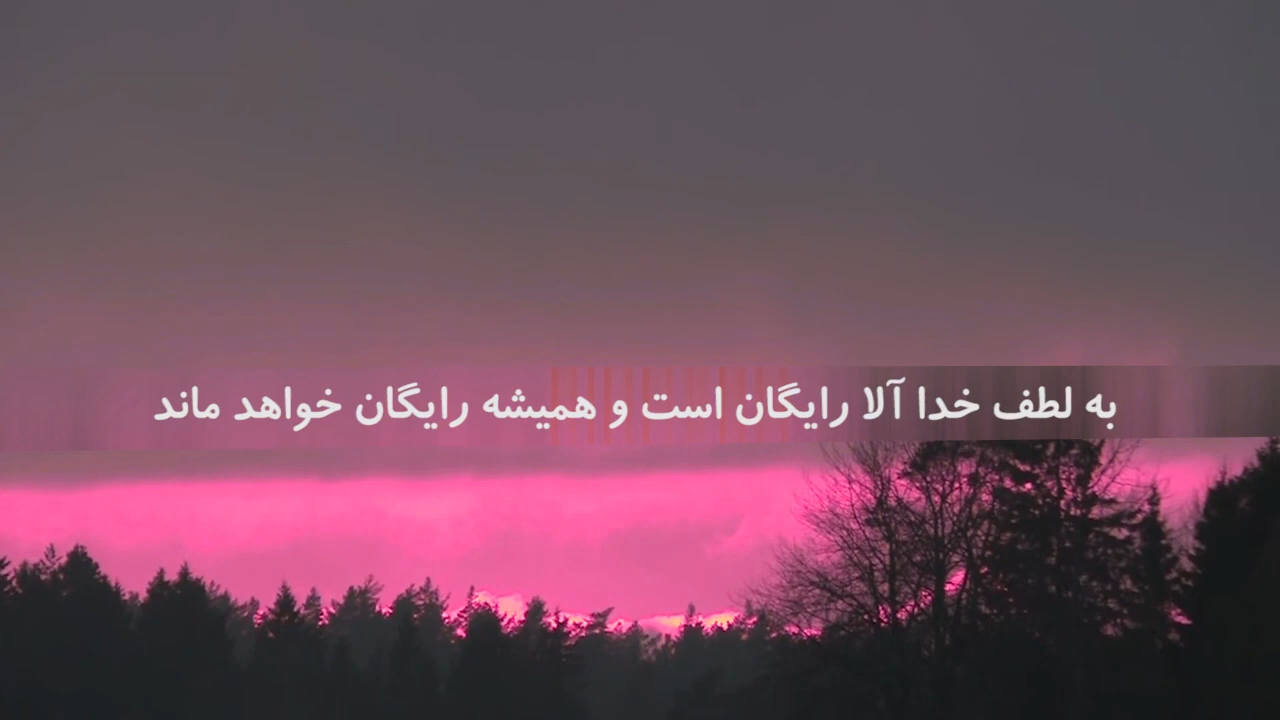 به لطف خدا آلا رایگان است و همیشه رایگان خواهد ماند